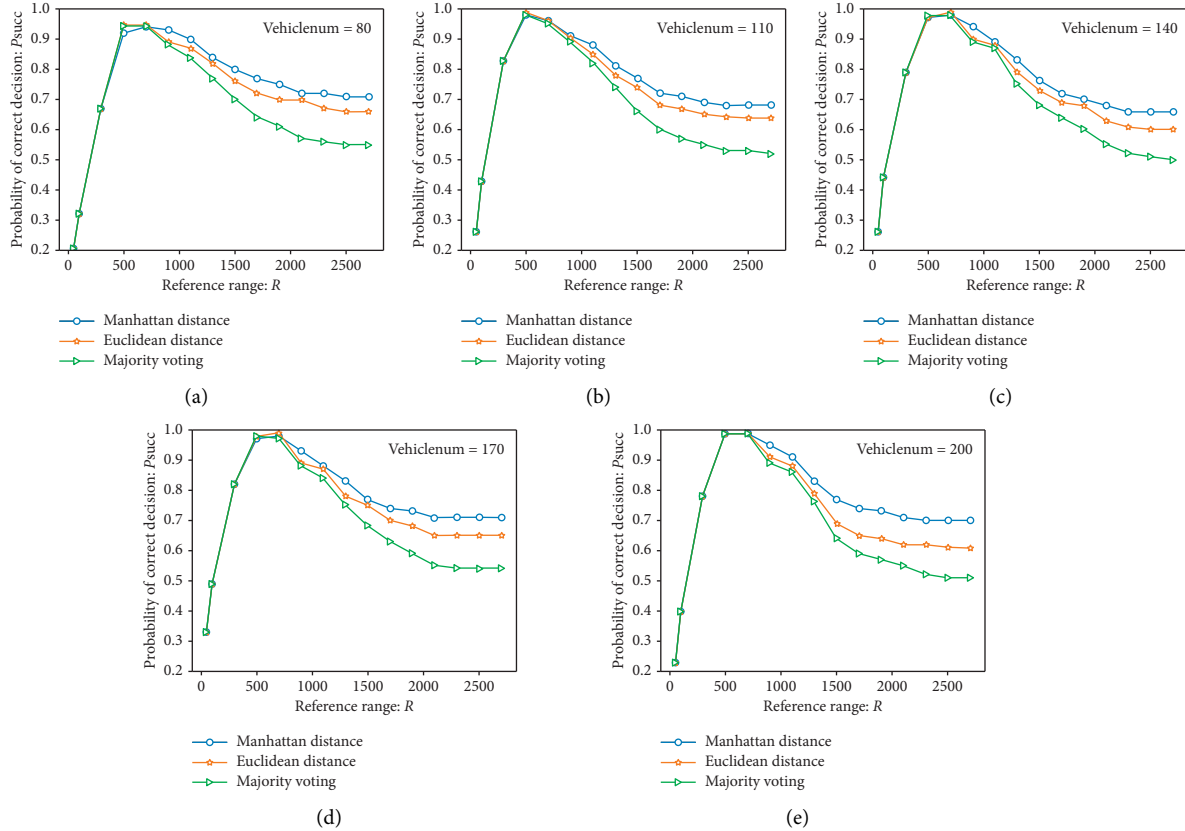 Probability of correct decision: Psucc
1.0
0.9
0.8
0.7
0.6
0.5
0.4
0.3
0.2
Vehiclenum = 80
0 500 1000 1500 2000 2500
Reference range: R
Manhattan distance
Euclidean distance
Majority voting
(a)
Probability of correct decision: Psucc
1.0
0.9
0.8
0.7
0.6
0.5
0.4
0.3
0.2
Vehiclenum = 110
0 500 1000 1500 2000 2500
Reference range: R
Manhattan distance
Euclidean distance
Majority voting
(b)
Probability of correct decision: Psucc
1.0
0.9
0.8
0.7
0.6
0.5
0.4
0.3
0.2
Vehiclenum = 140
0 500 1000 1500 2000 2500
Reference range: R
Manhattan distance
Euclidean distance
Majority voting
(c)
Probability of correct decision: Psucc
1.0
0.9
0.8
0.7
0.6
0.5
0.4
0.3
0.2
Vehiclenum = 170
0 500 1000 1500 2000 2500
Reference range: R
Manhattan distance
Euclidean distance
Majority voting
(d)
Probability of correct decision: Psucc
1.0
0.9
0.8
0.7
0.6
0.5
0.4
0.3
0.2
Vehiclenum = 200
0 500 1000 1500 2000 2500
Reference range: R
Manhattan distance
Euclidean distance
Majority voting
(e)